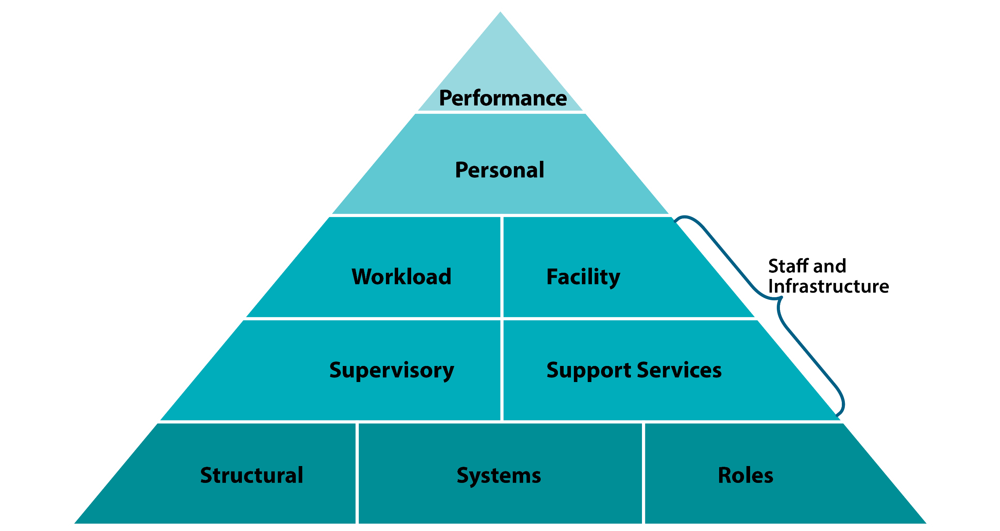 Performance
Personal
Workload
Facility
Staff and
Infrastructure
Supervisory
Support Services
Structural
Systems
Roles